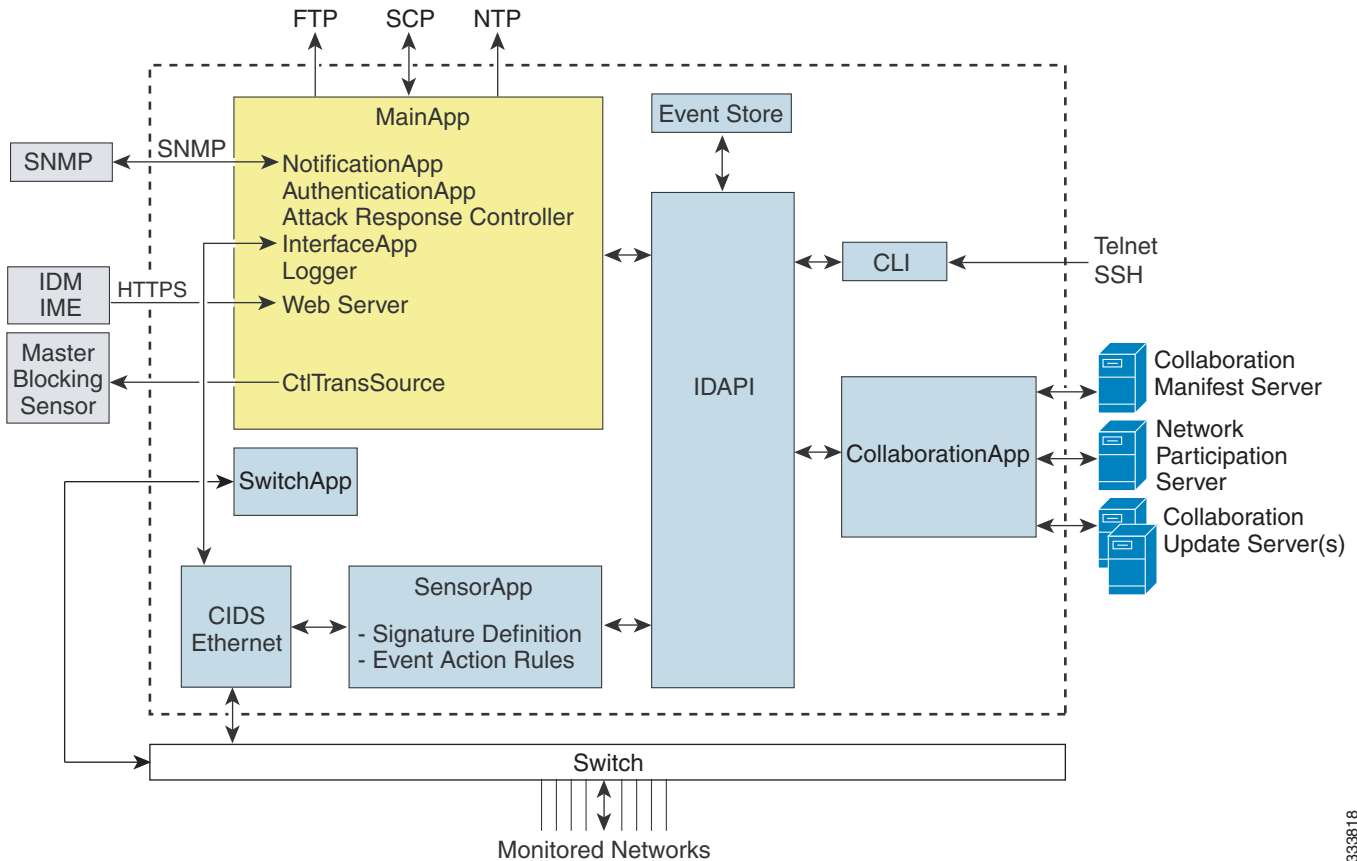 FTP
SCP
NTP
MainApp
Event Store
SNMP
SNMP
NotificationApp
AuthenticationApp
Attack Response Controller
InterfaceApp
Logger
Web Server
CtlTransSource
IDM
IME
HTTPS
Master
Blocking
Sensor
IDAPI
CLI
Telnet
SSH
CollaborationApp
Collaboration
Manifest Server
Network
Participation
Server
Collaboration
Update Server(s)
SwitchApp
CIDS
Ethernet
SensorApp
- Signature Definition
- Event Action Rules
Switch
Monitored Networks
333818